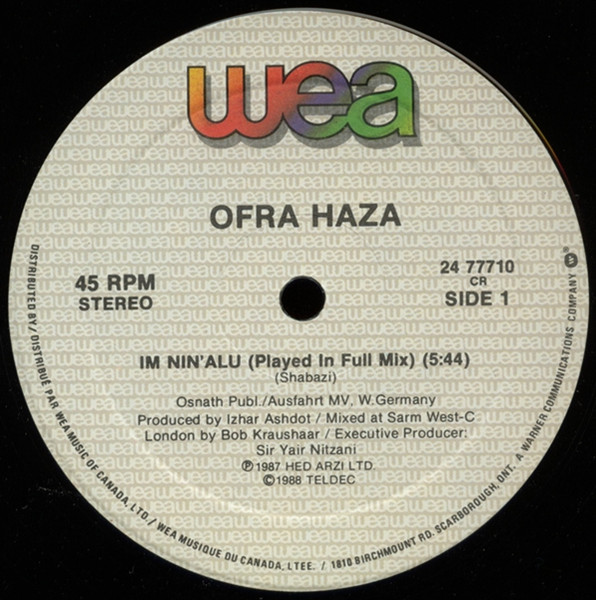 wea
OFRA HAZA
45 RPM
STEREO
24 77710
CR
SIDE 1
IM NIN'ALU (Played In Full Mix) (5:44)
(Shabazi)
Osnath Publ./Ausfahrt MV, W.Germany
Produced by Izhar Ashdot / Mixed at Sarm West-C
London by Bob Kraushaar / Executive Producer:
Sir Yair Nitzani
Ⓟ1987 HED ARZI LTD.
©1988 TELDEC
DISTRIBUTED BY / DISTRIBUÉ PAR WEA MUSIC OF CANADA, LTD. / WEA MUSIQUE DU CANADA, LTEE. / 1810 BIRCHMOUNT RD. SCARBOROUGH, ONT. A WARNER COMMUNICATIONS COMPANY ®